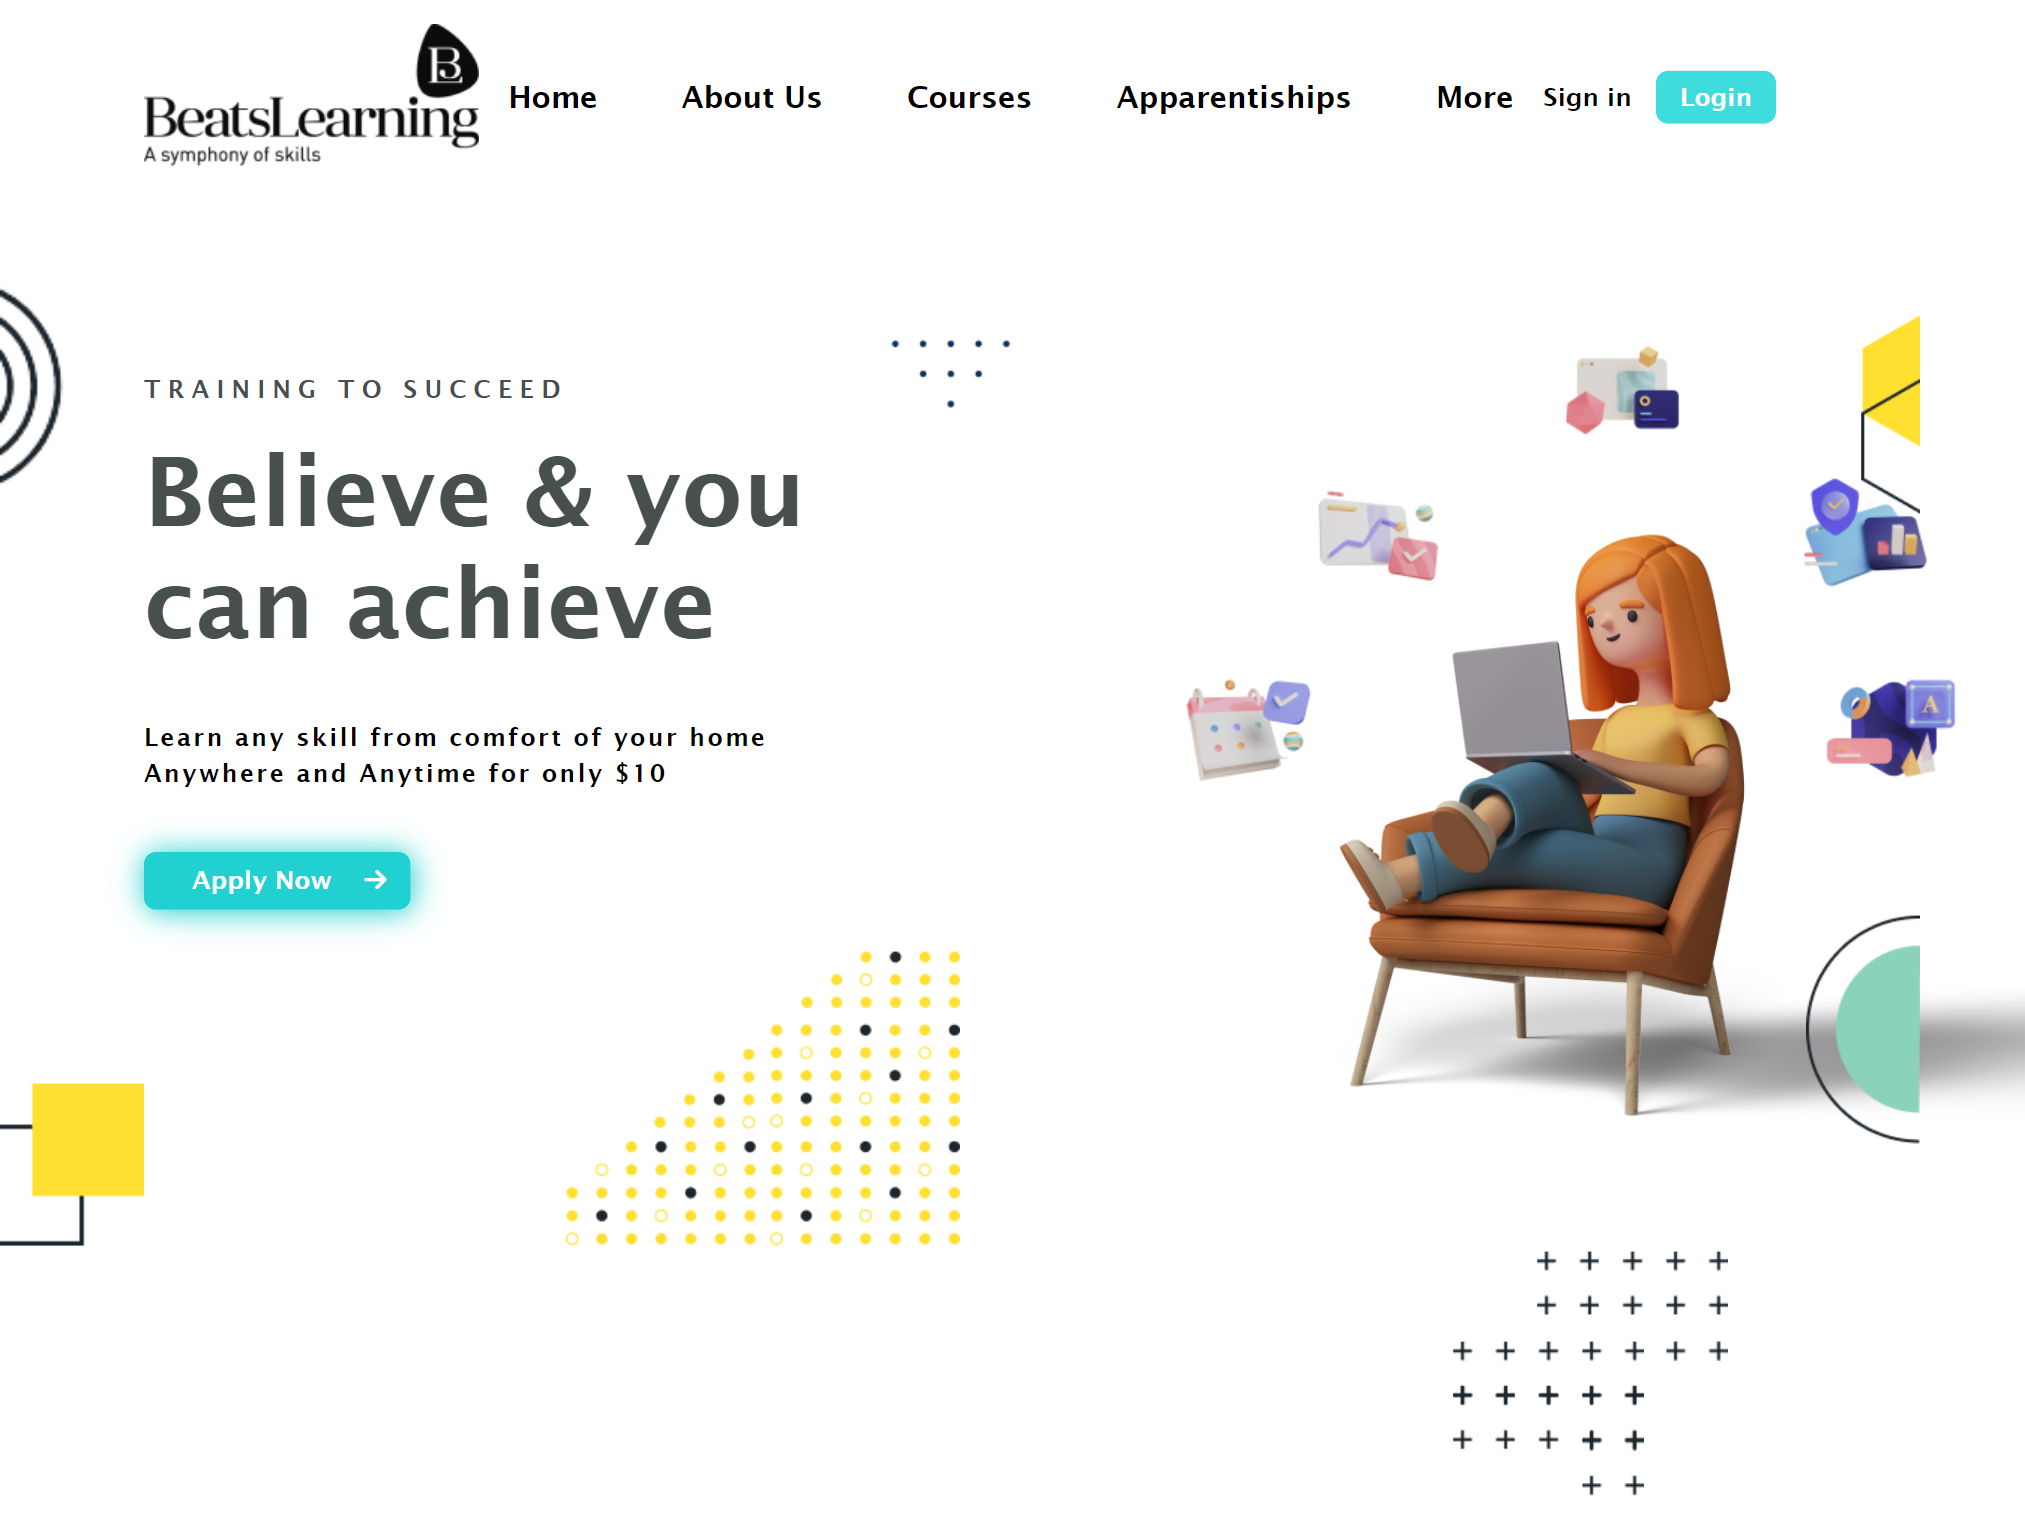 BL
BeatsLearning
A symphony of skills
Home
About Us
Courses
Apparentiships
More
Sign in
Login
TRAINING TO SUCCEED
Believe & you
can achieve
Learn any skill from comfort of your home
Anywhere and Anytime for only $10
Apply Now
A